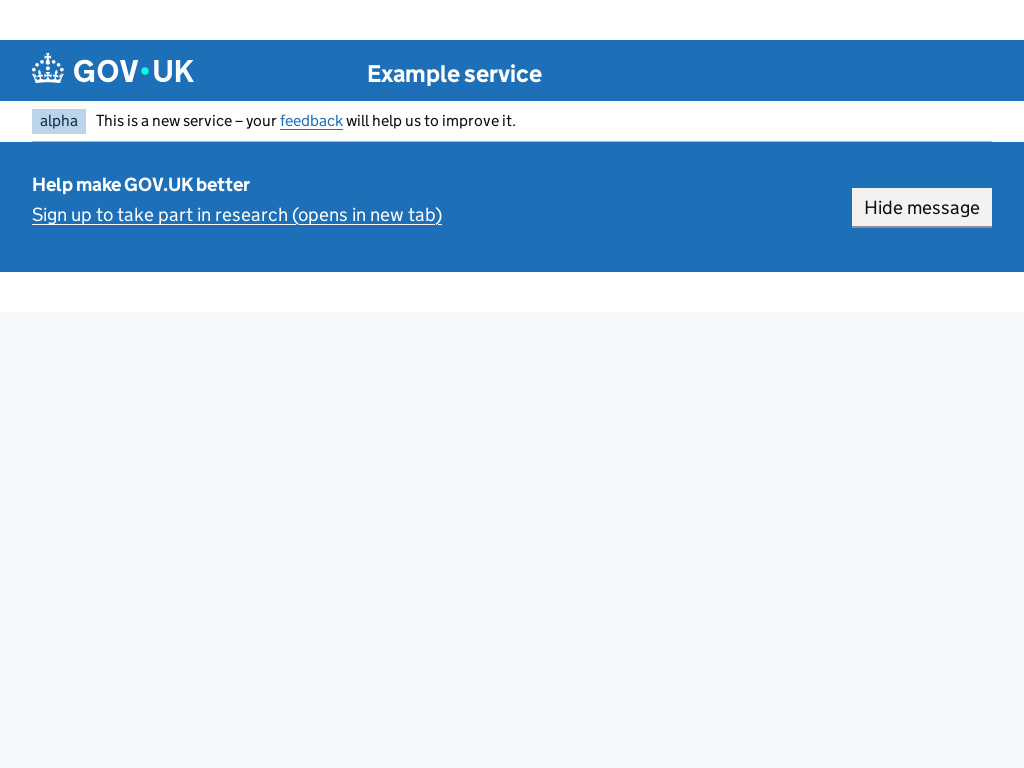 GOV·UK
Example service
alpha This is a new service – your feedback will help us to improve it.
Help make GOV.UK better
Sign up to take part in research (opens in new tab)
Hide message